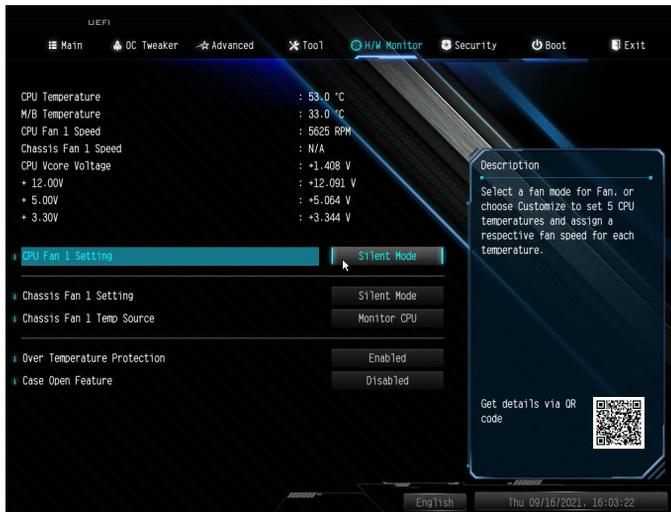 UEFI
Main OC Tweaker Advanced Tool H/W Monitor Security Boot Exit
CPU Temperature : 53.0 °C
M/B Temperature : 33.0 °C
CPU Fan 1 Speed : 5625 RPM
Chassis Fan 1 Speed : N/A
CPU Vcore Voltage : +1.408 V
+ 12.00V : +12.091 V
+ 5.00V : +5.064 V
+ 3.30V : +3.344 V
CPU Fan 1 Setting Silent Mode
Chassis Fan 1 Setting Silent Mode
Chassis Fan 1 Temp Source Monitor CPU
Over Temperature Protection Enabled
Case Open Feature Disabled
Description
Select a fan mode for Fan, or
choose Customize to set 5 CPU
temperatures and assign a
respective fan speed for each
temperature.
Get details via QR
code
English Thu 09/16/2021, 16:03:22